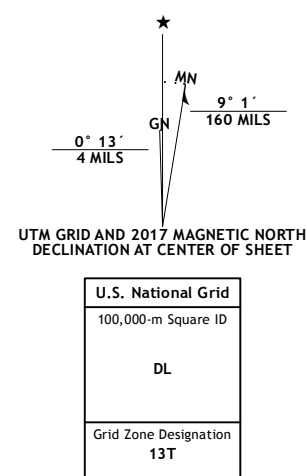 ★
MN
GN
9° 1´
160 MILS
0° 13´
4 MILS
UTM GRID AND 2017 MAGNETIC NORTH
DECLINATION AT CENTER OF SHEET
U.S. National Grid
100,000-m Square ID
DL
Grid Zone Designation
13T